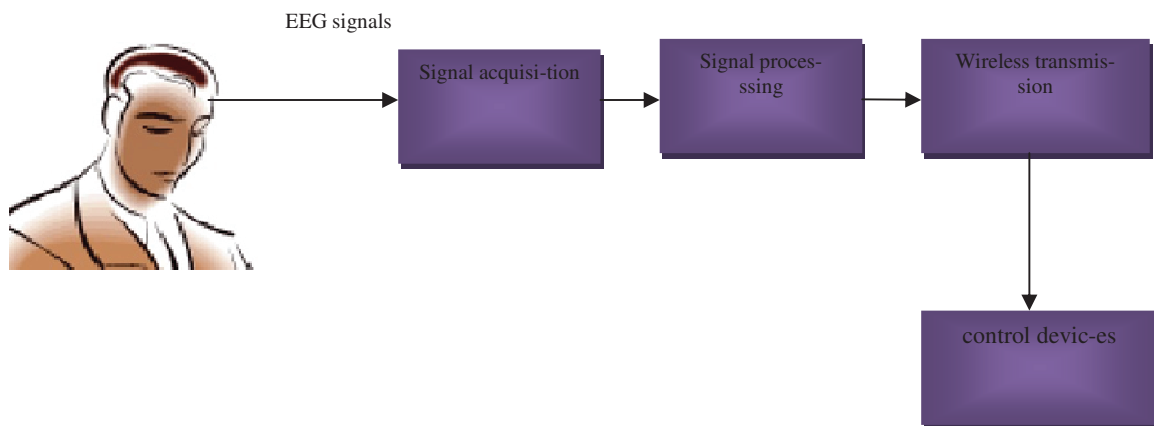 EEG signals
Signal acquisi-tion
Signal proces-
ssing
Wireless transmis-
sion
control devic-es